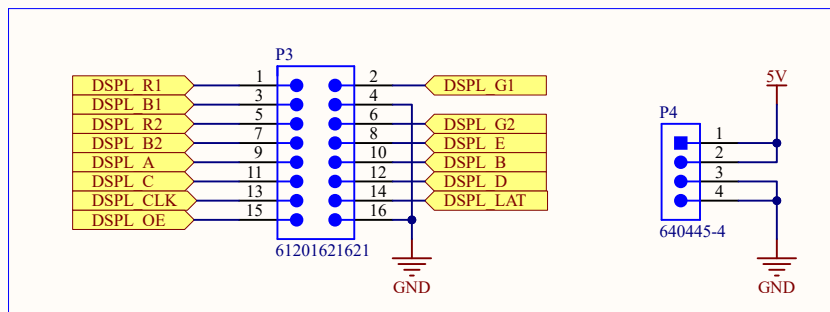 P3
DSPL_R1 1 2 DSPL_G1
DSPL_B1 3 4
DSPL_R2 5 6 DSPL_G2
DSPL_B2 7 8 DSPL_E
DSPL_A 9 10 DSPL_B
DSPL_C 11 12 DSPL_D
DSPL_CLK 13 14 DSPL_LAT
DSPL_OE 15 16
61201621621
GND
5V
P4
1
2
3
4
640445-4
GND